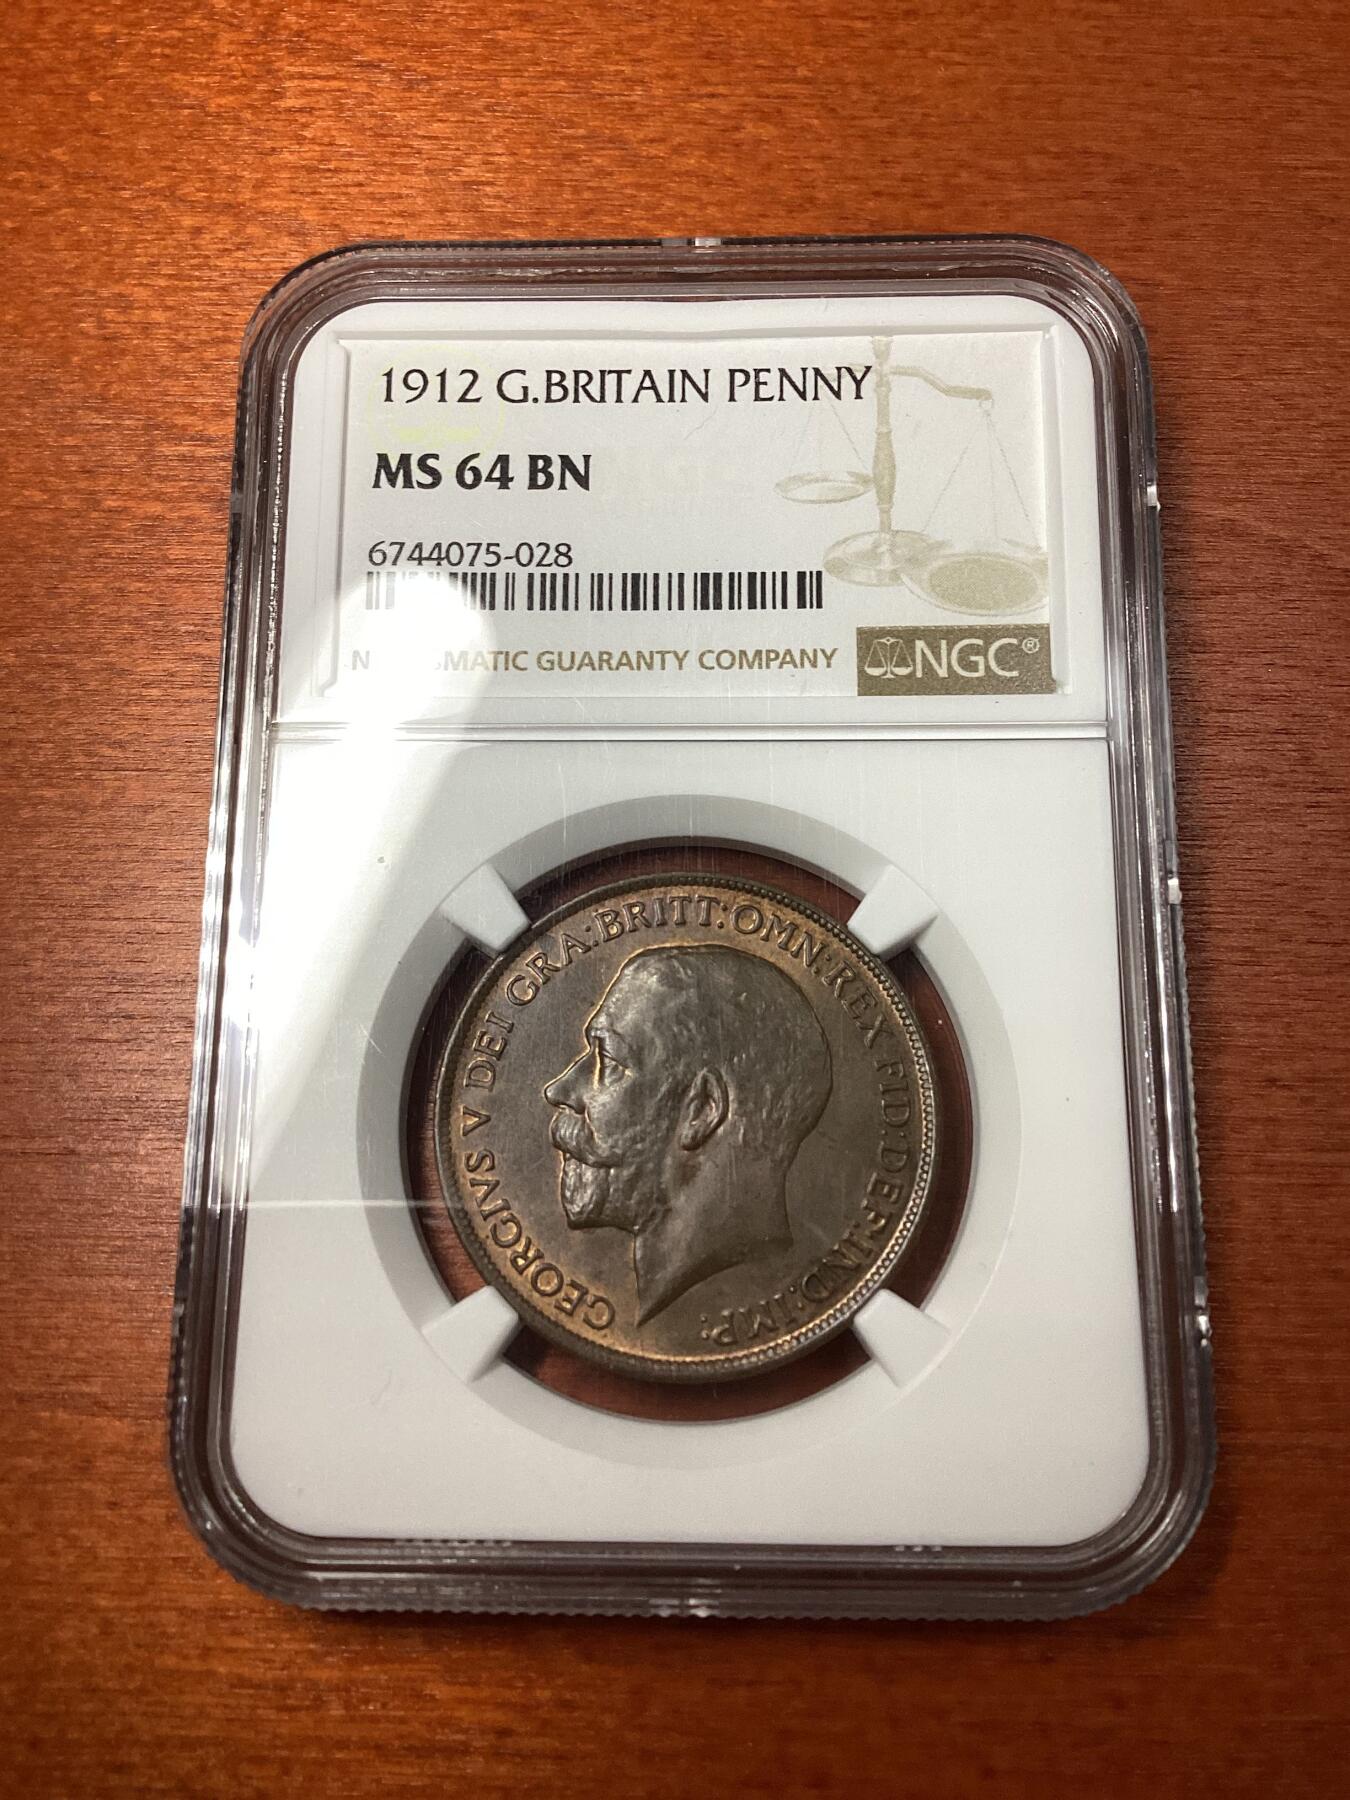 1912 G.BRITAIN PENNY
MS 64 BN
6744075-028
GUARANTY COMPANY
NGC®
GEORGIVS V DEI GRA:BRITT:OMN:REX FID:DEF:IND:IMP: